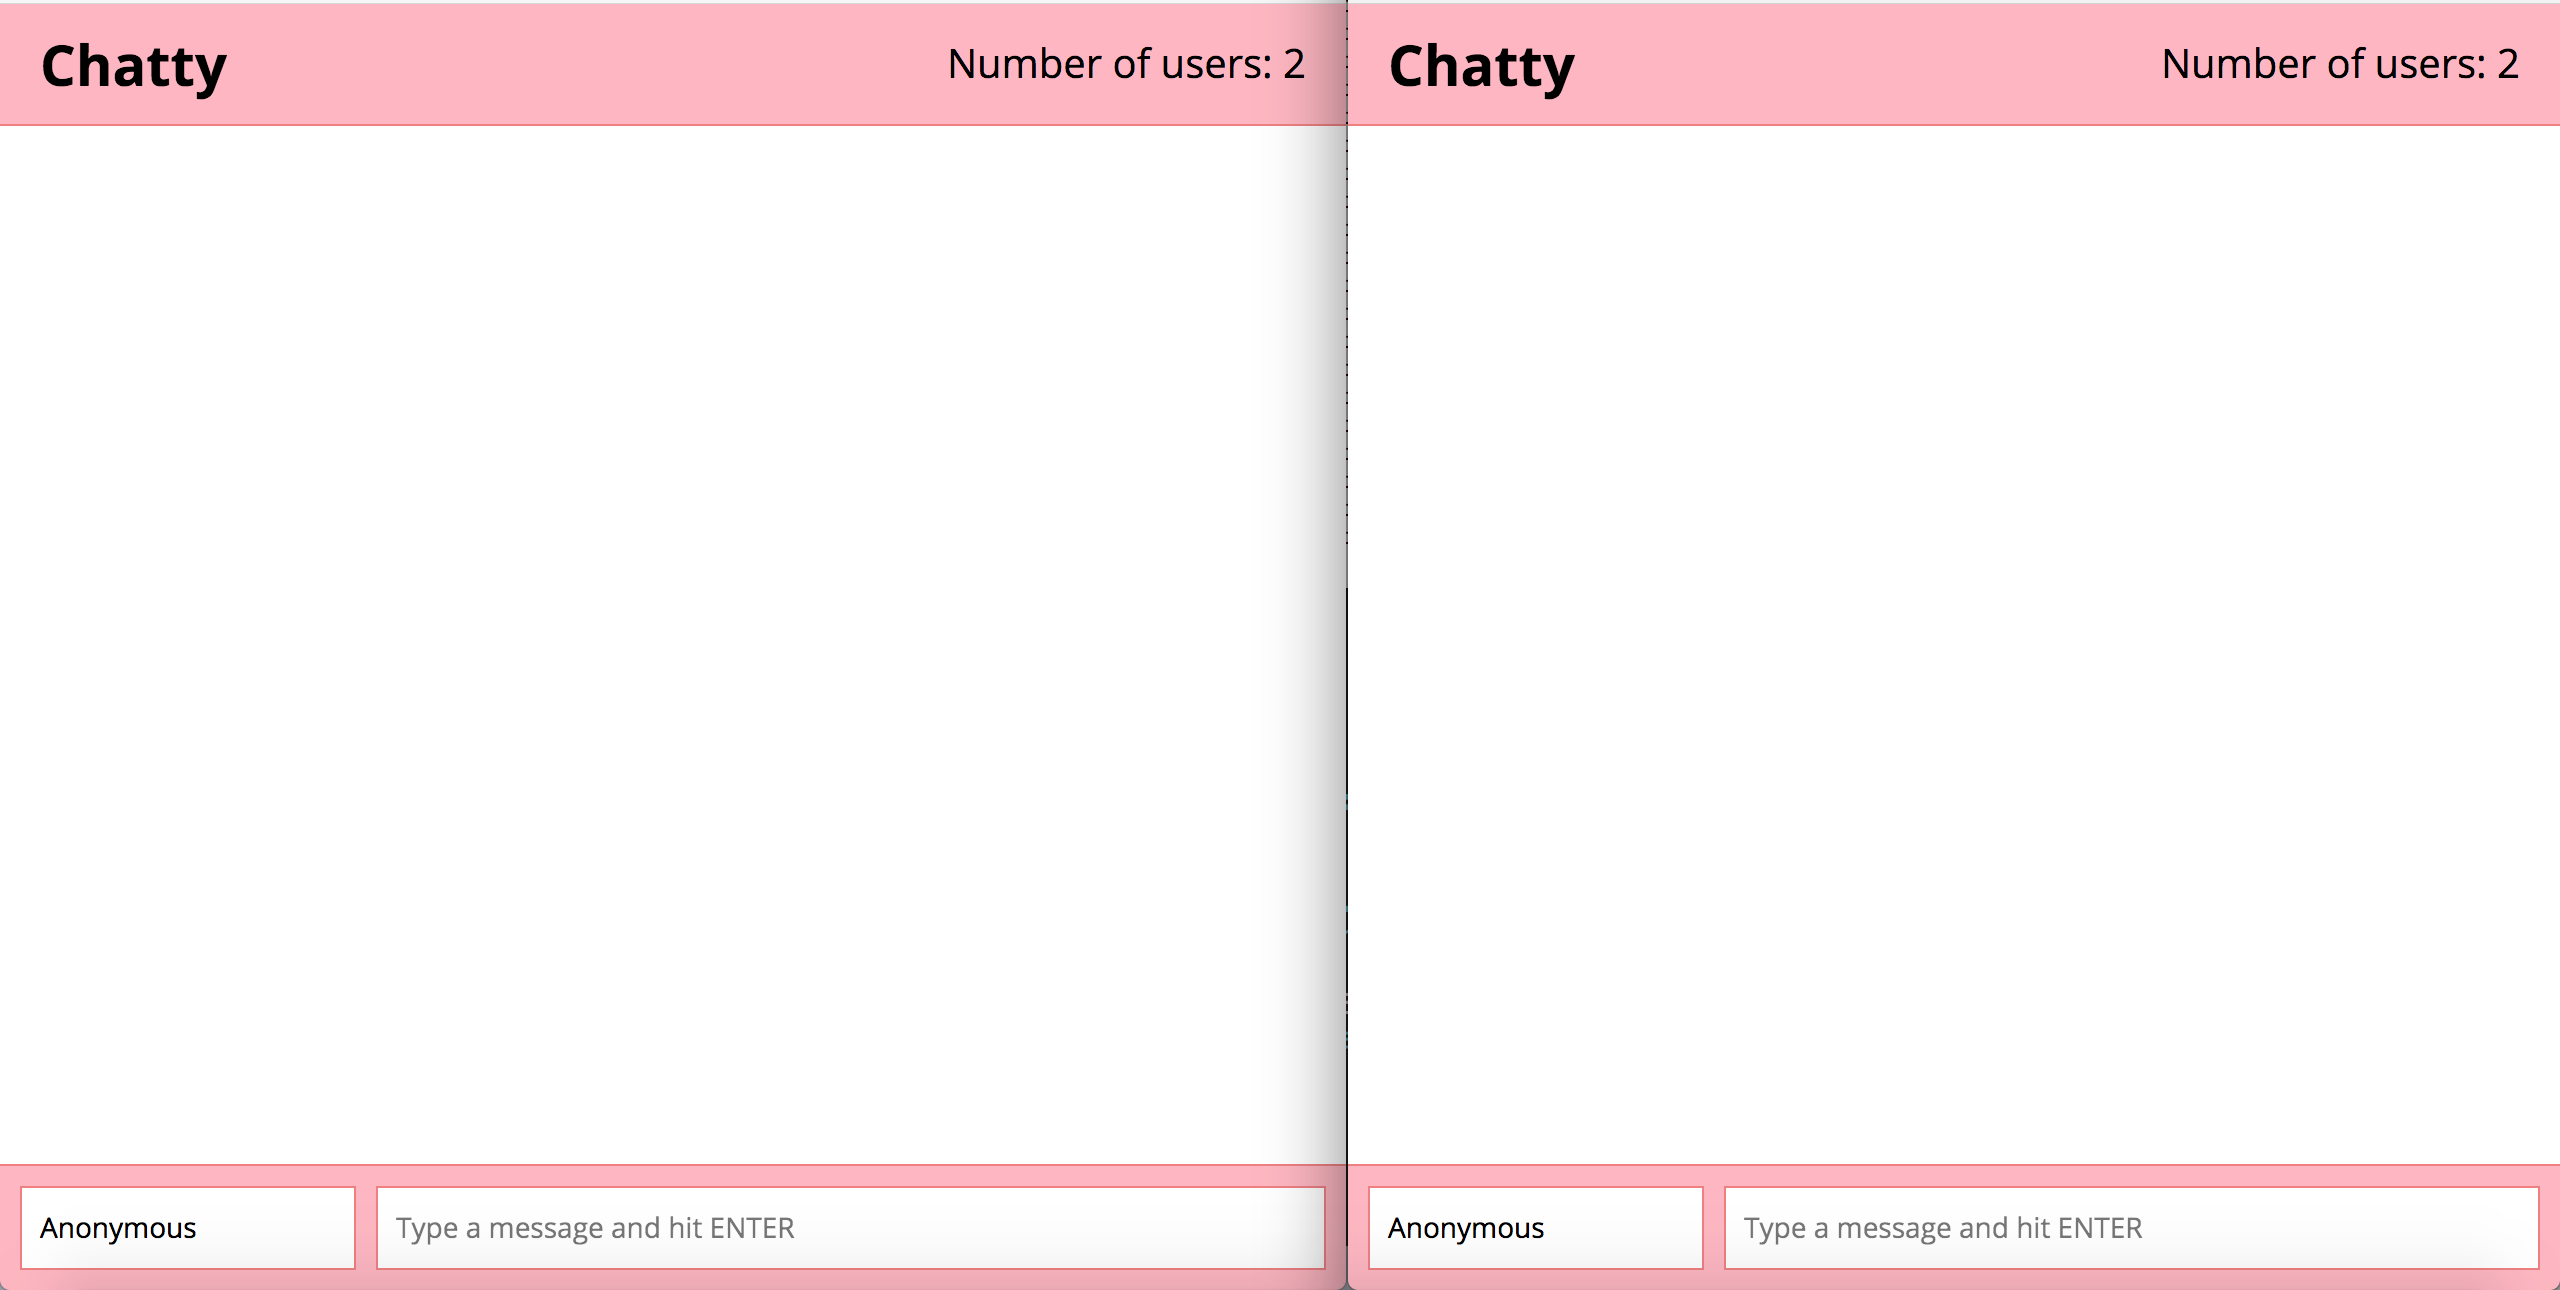 Chatty
Number of users: 2
Anonymous
Type a message and hit ENTER
Chatty
Number of users: 2
Anonymous
Type a message and hit ENTER